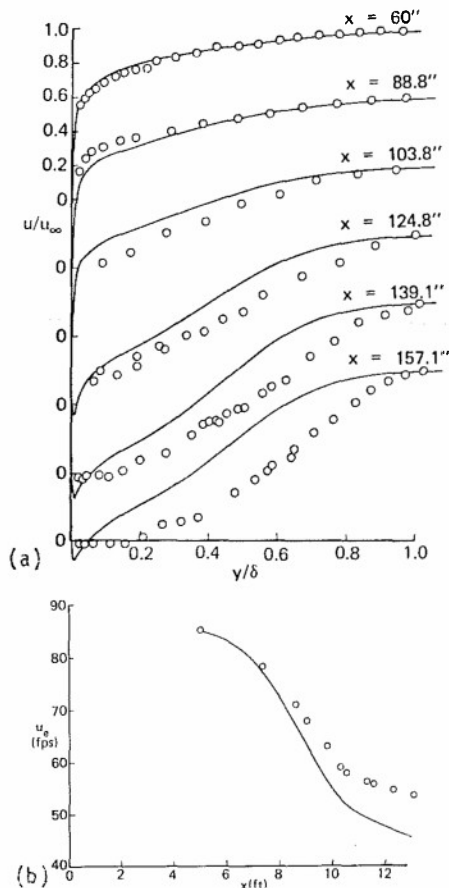 x = 60″
1.0
0.8
x = 88.8″
0.6
0.4
x = 103.8″
0.2
0
u/u∞
x = 124.8″
0
x = 139.1″
0
x = 157.1″
0
0
0.2
0.4
0.6
0.8
1.0
y/δ
(a)
90
80
70
u_e
(fps)
60
50
40
0
2
4
6
8
10
12
x(ft)
(b)